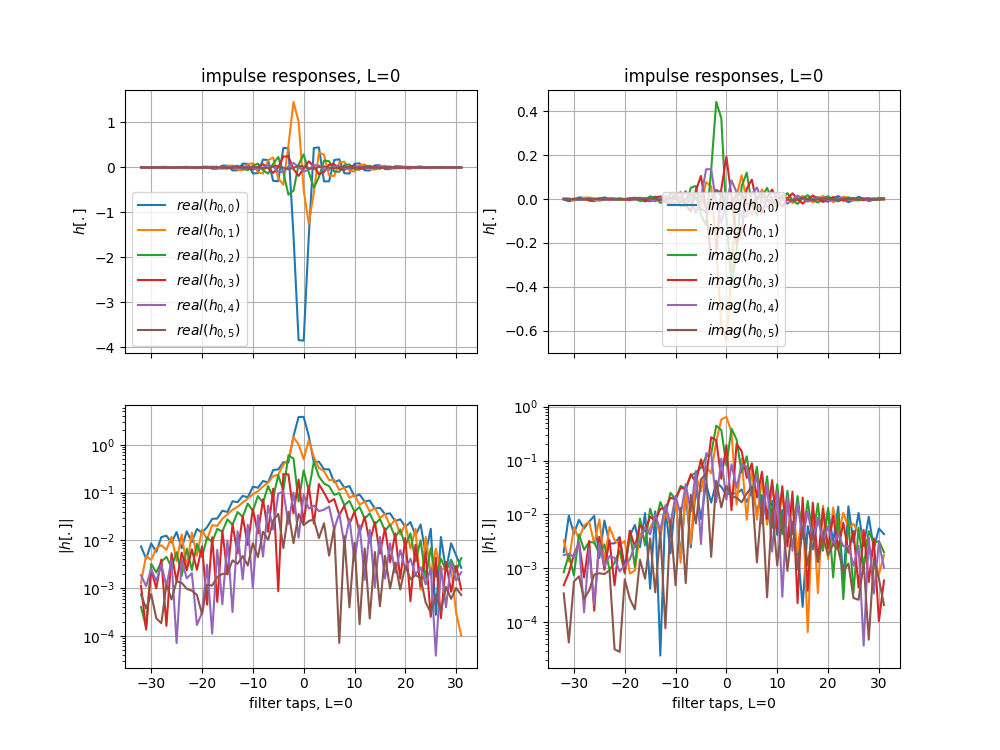 impulse responses, L=0
1
0
−1
−2
−3
−4
h[.]
real(h0,0)
real(h0,1)
real(h0,2)
real(h0,3)
real(h0,4)
real(h0,5)
impulse responses, L=0
0.4
0.2
0.0
−0.2
−0.4
−0.6
h[.]
imag(h0,0)
imag(h0,1)
imag(h0,2)
imag(h0,3)
imag(h0,4)
imag(h0,5)
10^0
10^−1
10^−2
10^−3
10^−4
|h[.]|
−30 −20 −10 0 10 20 30
filter taps, L=0
10^0
10^−1
10^−2
10^−3
10^−4
|h[.]|
−30 −20 −10 0 10 20 30
filter taps, L=0